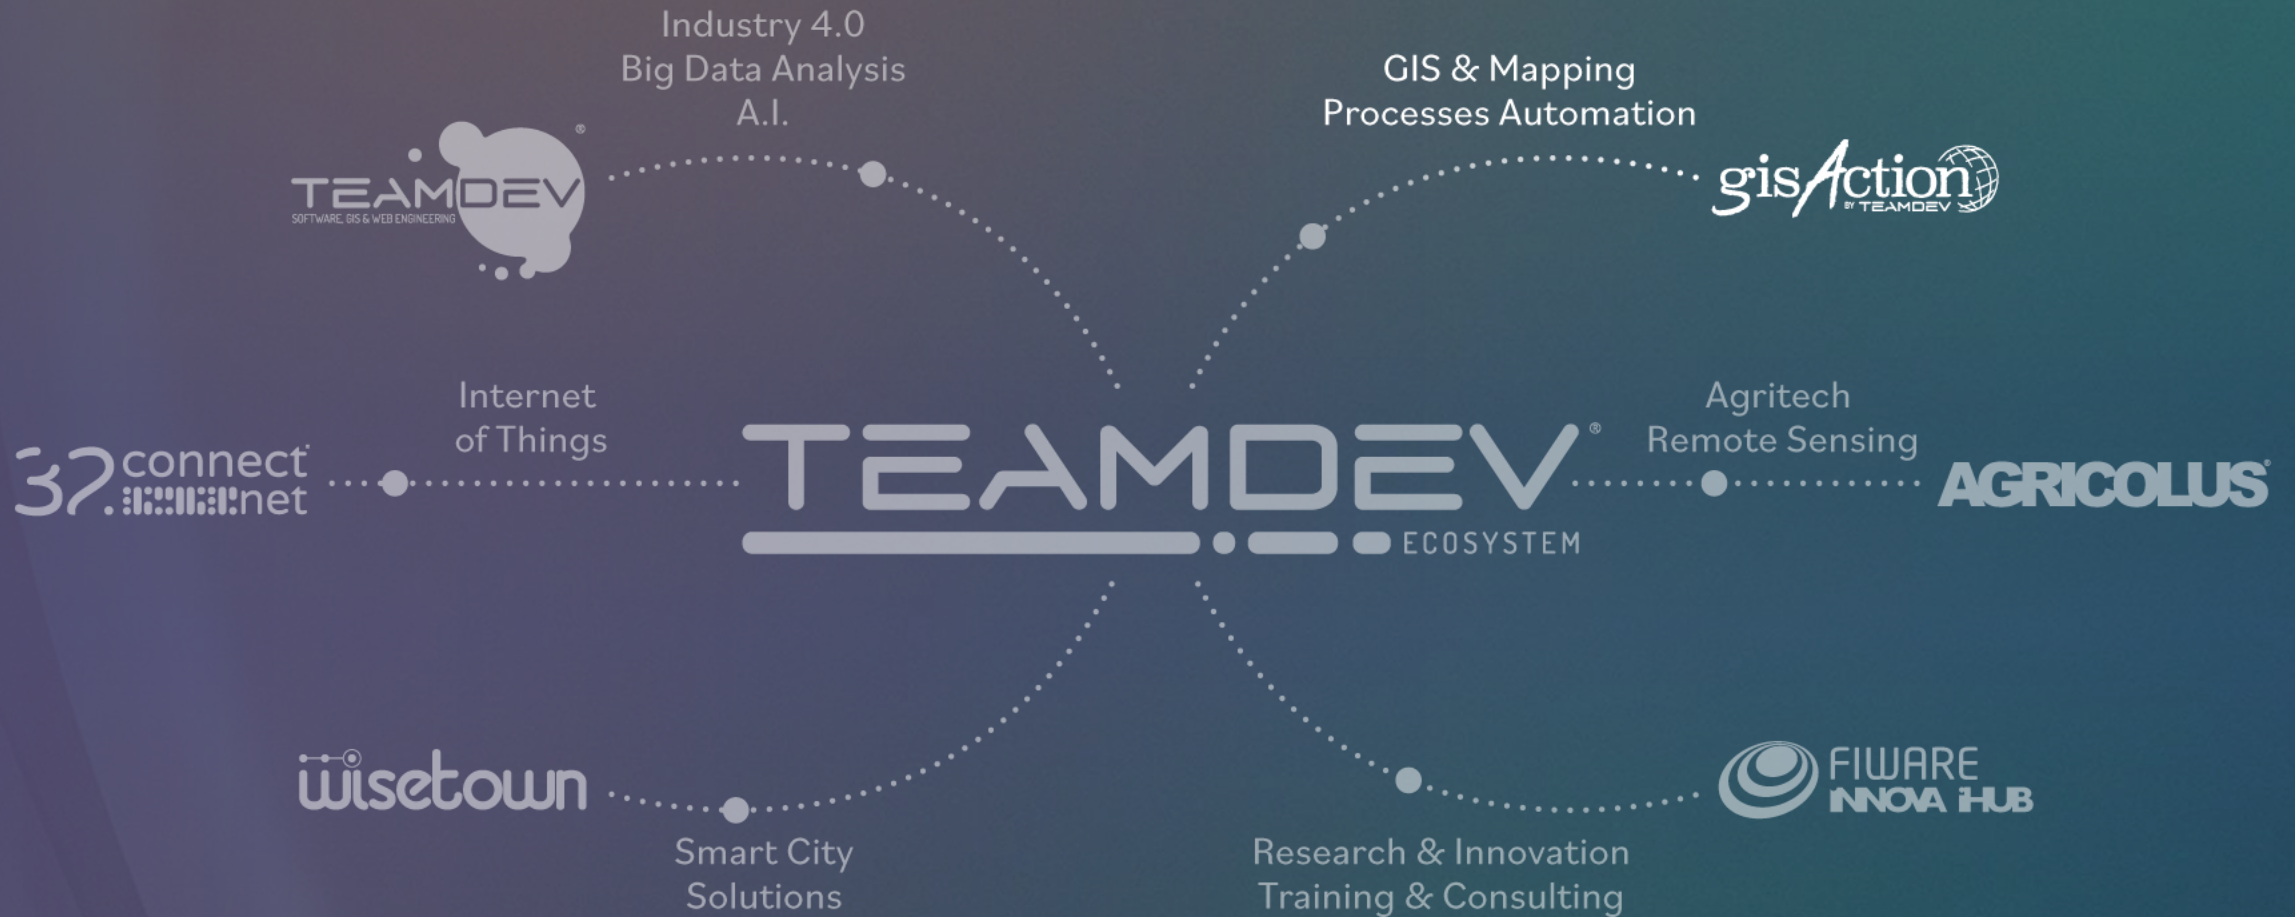 Industry 4.0
Big Data Analysis
A.I.
GIS & Mapping
Processes Automation
TEAMDEV®
SOFTWARE, GIS & WEB ENGINEERING
gisAction
BY TEAMDEV
Internet
of Things
Agritech
Remote Sensing
TEAMDEV®
ECOSYSTEM
37.connect
net
AGRICOLUS®
wisetown
FIWARE
INNOVA iHUB
Smart City
Solutions
Research & Innovation
Training & Consulting